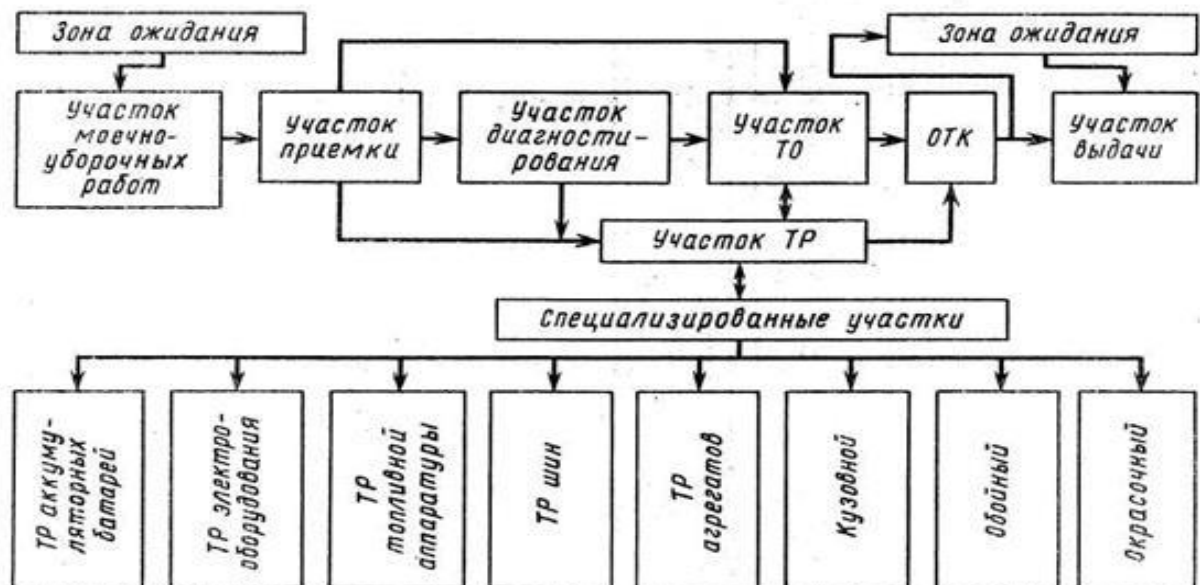 Зона ожидания
Зона ожидания
Участок
моечно-
уборочных
работ
Участок
приемки
Участок
диагности-
рования
Участок
ТО
ОТК
Участок
выдачи
Участок ТР
Специализированные участки
ТР аккуму-
ляторных
батарей
ТР электро-
оборудования
ТР
топливной
аппаратуры
ТР шин
ТР
агрегатов
Кузовной
Обойный
Окрасочный